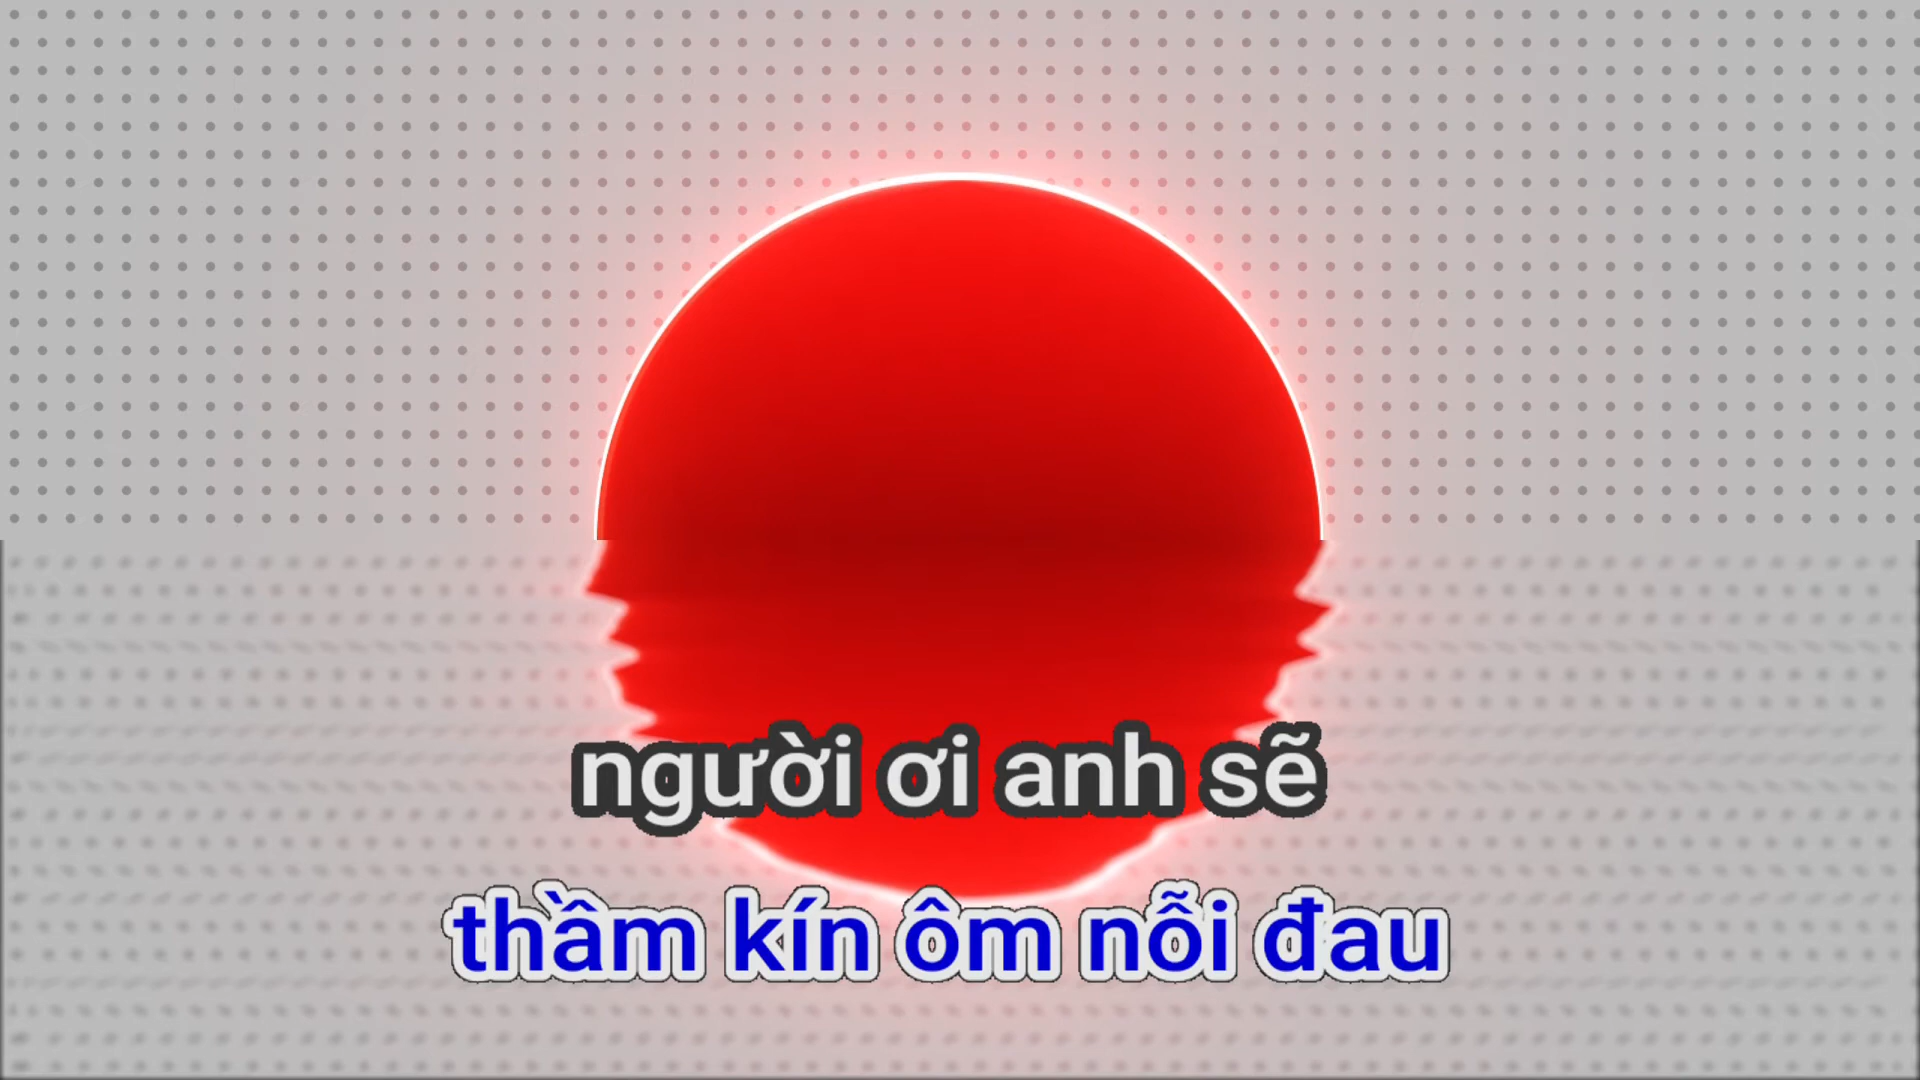 người ơi anh sẽ
thầm kín ôm nỗi đau